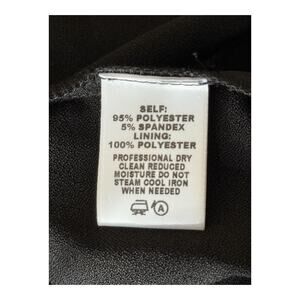 SELF:
95% POLYESTER
5% SPANDEX
LINING:
100% POLYESTER
PROFESSIONAL DRY
CLEAN REDUCED
MOISTURE DO NOT
STEAM COOL IRON
WHEN NEEDED
A